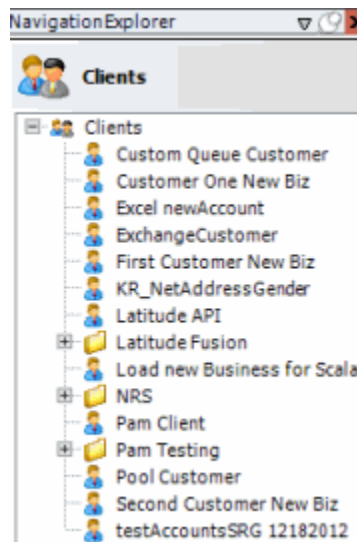 NavigationExplorer
Clients
Clients
Custom Queue Customer
Customer One New Biz
Excel newAccount
ExchangeCustomer
First Customer New Biz
KR_NetAddressGender
Latitude API
Latitude Fusion
Load new Business for Scala
NRS
Pam Client
Pam Testing
Pool Customer
Second Customer New Biz
testAccountsSRG 12182012